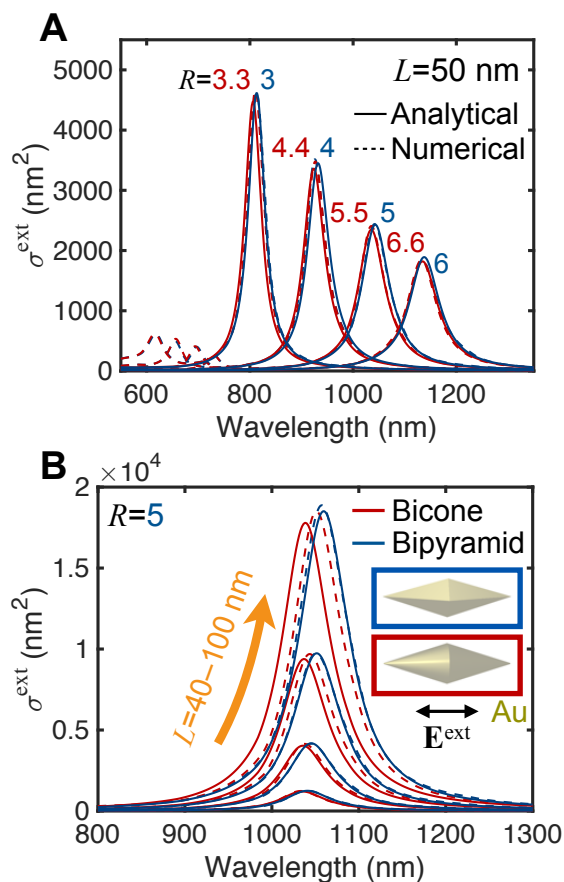 A
R=3.3 3
L=50 nm
Analytical
Numerical
4.4 4
5.5 5
6.6 6
σext (nm2)
5000
4000
3000
2000
1000
0
600 800 1000 1200
Wavelength (nm)
B
×10^4
R=5
Bicone
Bipyramid
L=40–100 nm
Au
Eext
σext (nm2)
2
1.5
1
0.5
0
800 900 1000 1100 1200 1300
Wavelength (nm)